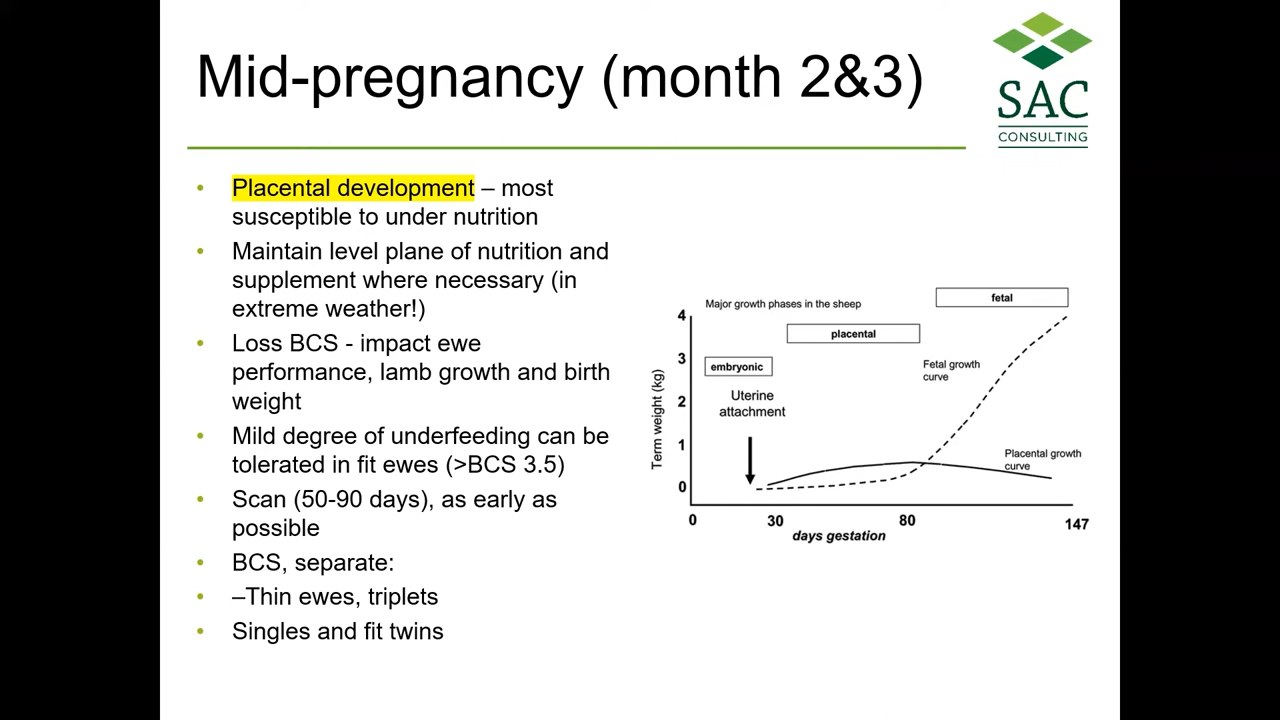 Mid-pregnancy (month 2&3)
SAC
CONSULTING
• Placental development – most
susceptible to under nutrition
• Maintain level plane of nutrition and
supplement where necessary (in
extreme weather!)
• Loss BCS - impact ewe
performance, lamb growth and birth
weight
• Mild degree of underfeeding can be
tolerated in fit ewes (>BCS 3.5)
• Scan (50-90 days), as early as
possible
• BCS, separate:
• –Thin ewes, triplets
• Singles and fit twins
Major growth phases in the sheep
fetal
placental
embryonic
Fetal growth
curve
Uterine
attachment
Placental growth
curve
Term weight (kg)
4
3
2
1
0
0 30 80 147
days gestation